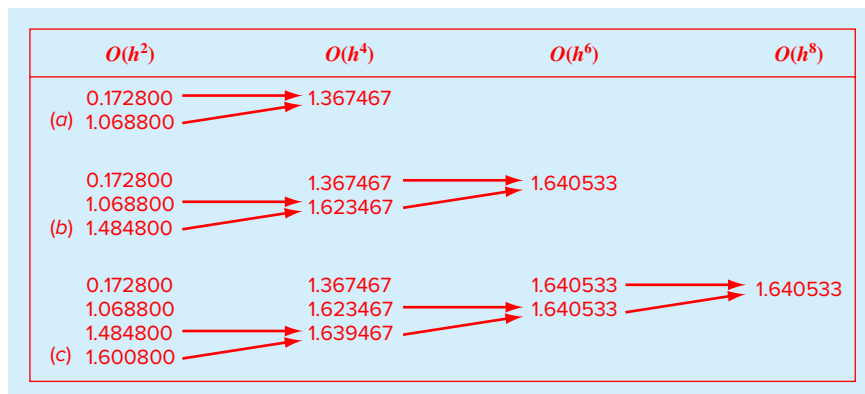 O(h²) O(h⁴) O(h⁶) O(h⁸)
0.172800 1.367467
(a) 1.068800
0.172800 1.367467 1.640533
1.068800 1.623467
(b) 1.484800
0.172800 1.367467 1.640533 1.640533
1.068800 1.623467 1.640533
1.484800 1.639467
(c) 1.600800